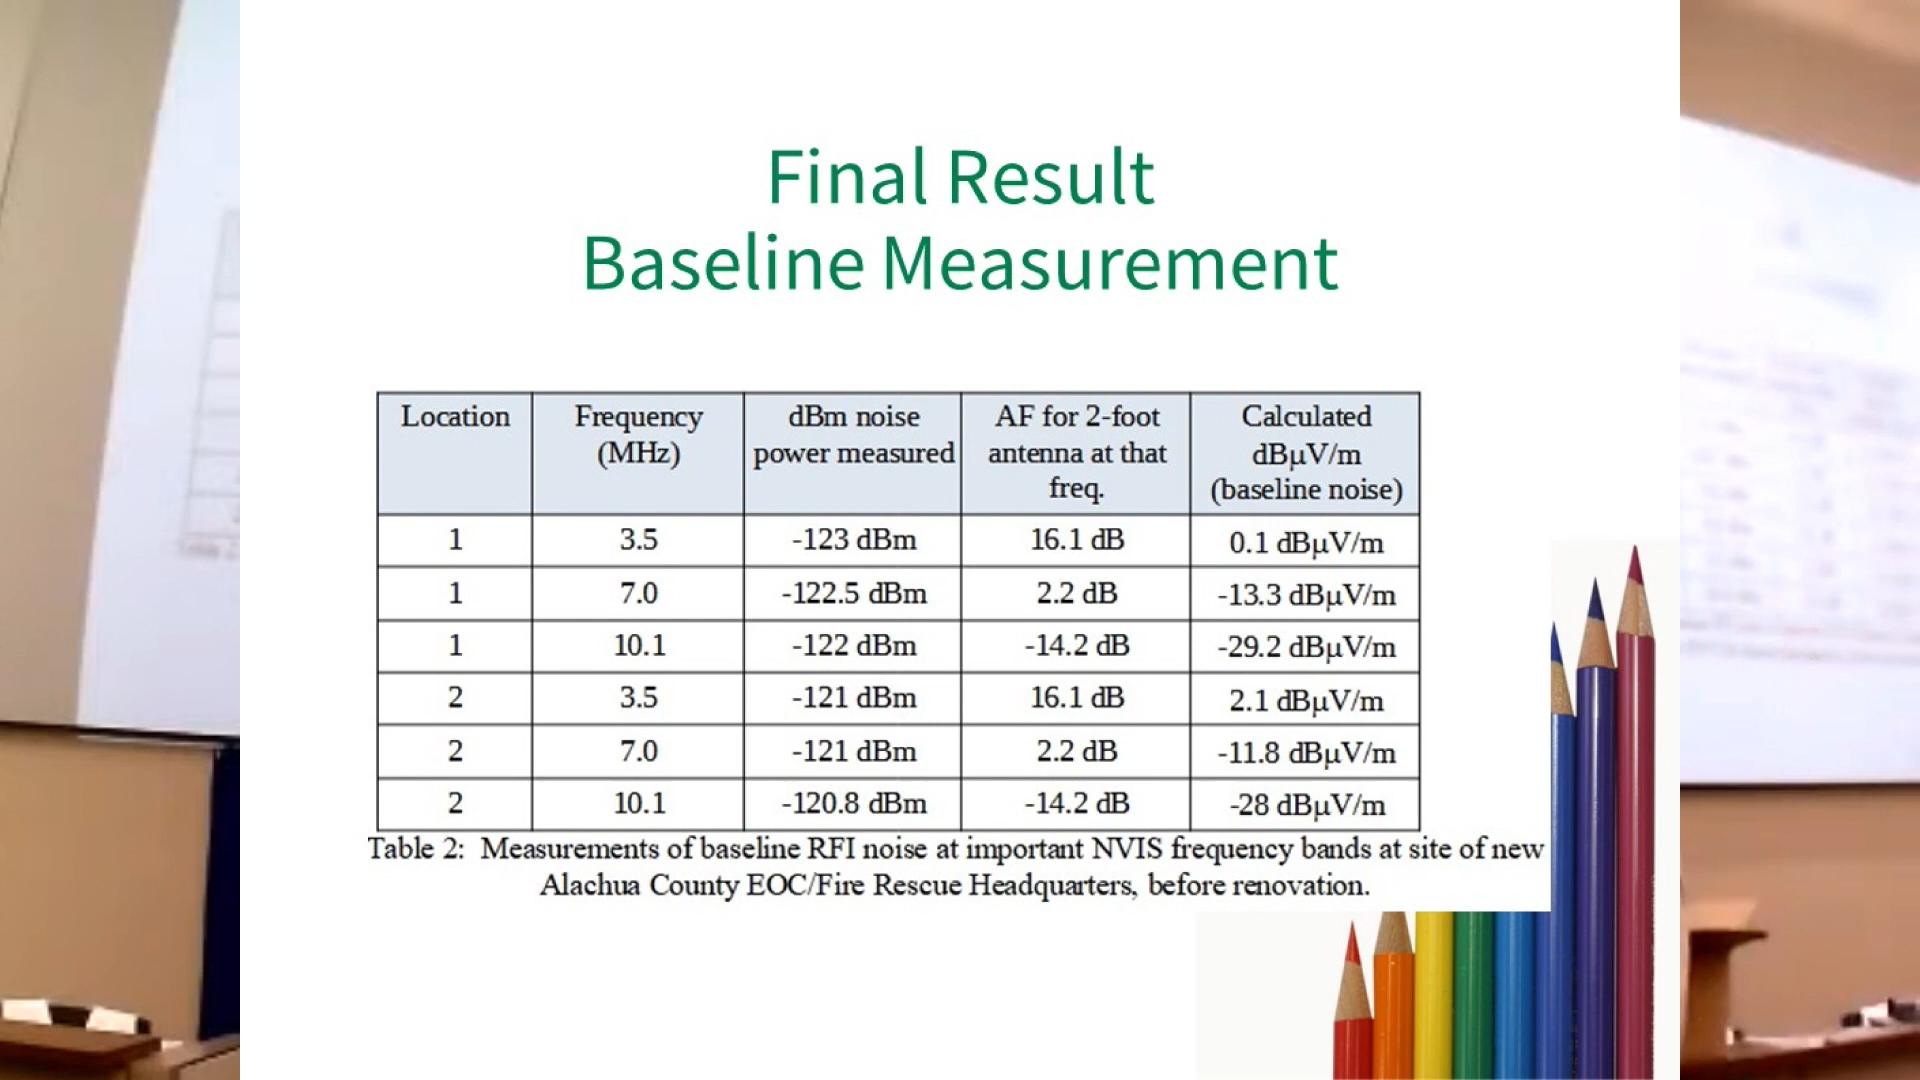 Final Result
Baseline Measurement
Location Frequency (MHz) dBm noise power measured AF for 2-foot antenna at that freq. Calculated dBµV/m (baseline noise)
1 3.5 -123 dBm 16.1 dB 0.1 dBµV/m
1 7.0 -122.5 dBm 2.2 dB -13.3 dBµV/m
1 10.1 -122 dBm -14.2 dB -29.2 dBµV/m
2 3.5 -121 dBm 16.1 dB 2.1 dBµV/m
2 7.0 -121 dBm 2.2 dB -11.8 dBµV/m
2 10.1 -120.8 dBm -14.2 dB -28 dBµV/m
Table 2: Measurements of baseline RFI noise at important NVIS frequency bands at site of new
Alachua County EOC/Fire Rescue Headquarters, before renovation.